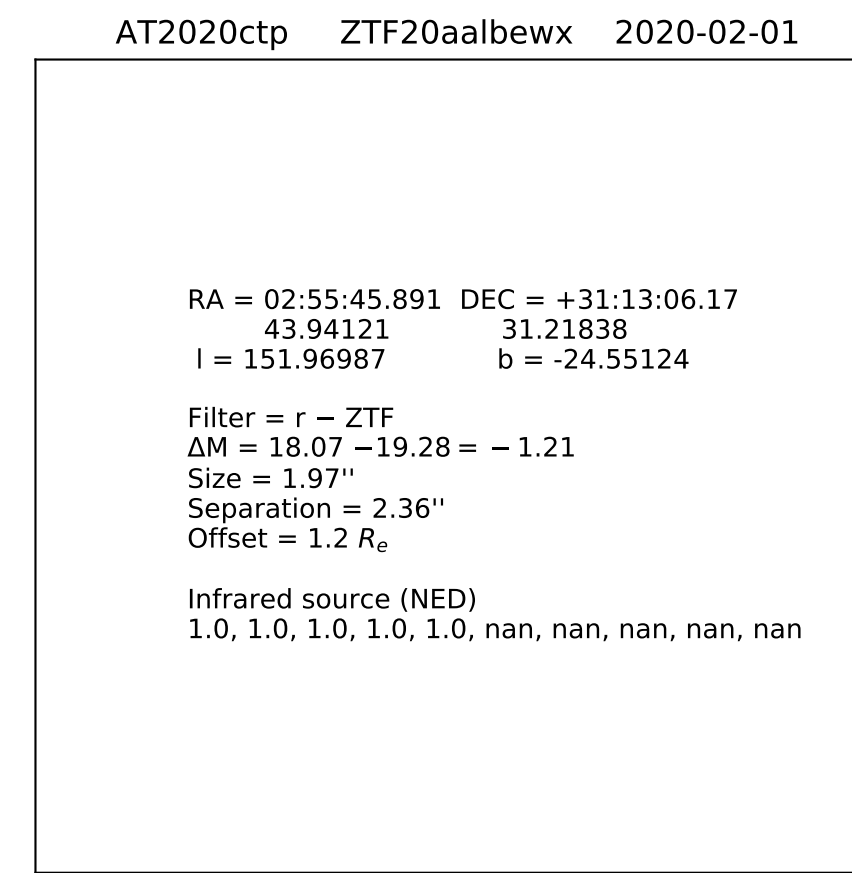 AT2020ctp ZTF20aalbewx 2020-02-01
RA = 02:55:45.891 DEC = +31:13:06.17
43.94121 31.21838
l = 151.96987 b = -24.55124
Filter = r − ZTF
ΔM = 18.07 −19.28 = − 1.21
Size = 1.97''
Separation = 2.36''
Offset = 1.2 Re
Infrared source (NED)
1.0, 1.0, 1.0, 1.0, 1.0, nan, nan, nan, nan, nan